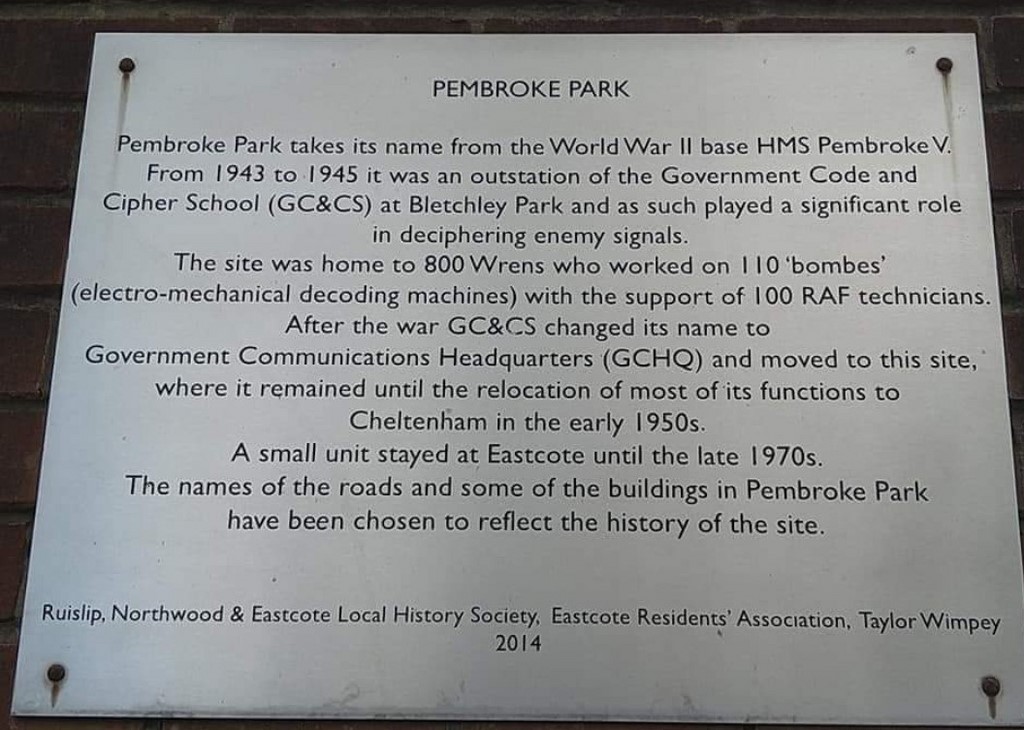 PEMBROKE PARK
Pembroke Park takes its name from the World War II base HMS Pembroke V.
From 1943 to 1945 it was an outstation of the Government Code and
Cipher School (GC&CS) at Bletchley Park and as such played a significant role
in deciphering enemy signals.
The site was home to 800 Wrens who worked on 110 ‘bombes’
(electro-mechanical decoding machines) with the support of 100 RAF technicians.
After the war GC&CS changed its name to
Government Communications Headquarters (GCHQ) and moved to this site,
where it remained until the relocation of most of its functions to
Cheltenham in the early 1950s.
A small unit stayed at Eastcote until the late 1970s.
The names of the roads and some of the buildings in Pembroke Park
have been chosen to reflect the history of the site.
Ruislip, Northwood & Eastcote Local History Society, Eastcote Residents’ Association, Taylor Wimpey
2014